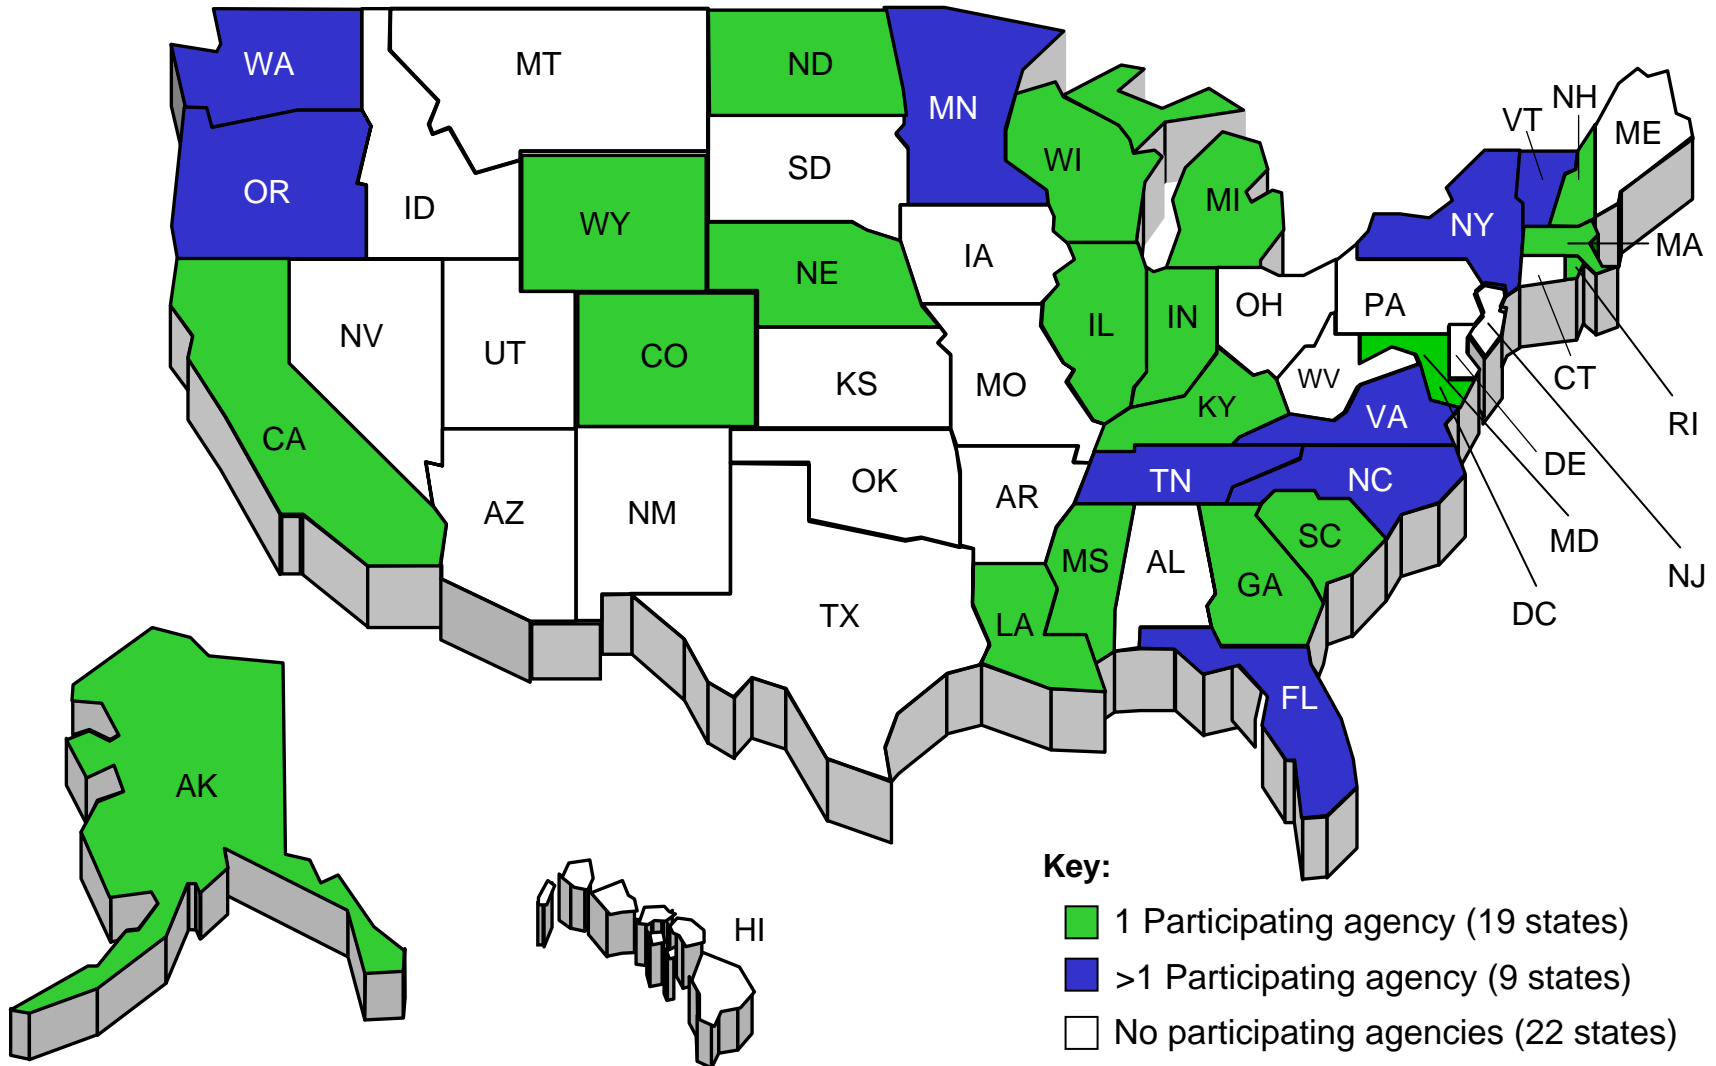 WA
MT
ND
MN
OR
ID
SD
WI
MI
VT
NH
ME
WY
NE
IA
NY
MA
NV
UT
CO
KS
MO
IL
IN
OH
PA
WV
CT
RI
CA
KY
VA
DE
AZ
NM
OK
AR
TN
NC
MD
NJ
DC
TX
LA
MS
AL
GA
SC
FL
AK
HI
Key:
1 Participating agency (19 states)
>1 Participating agency (9 states)
No participating agencies (22 states)